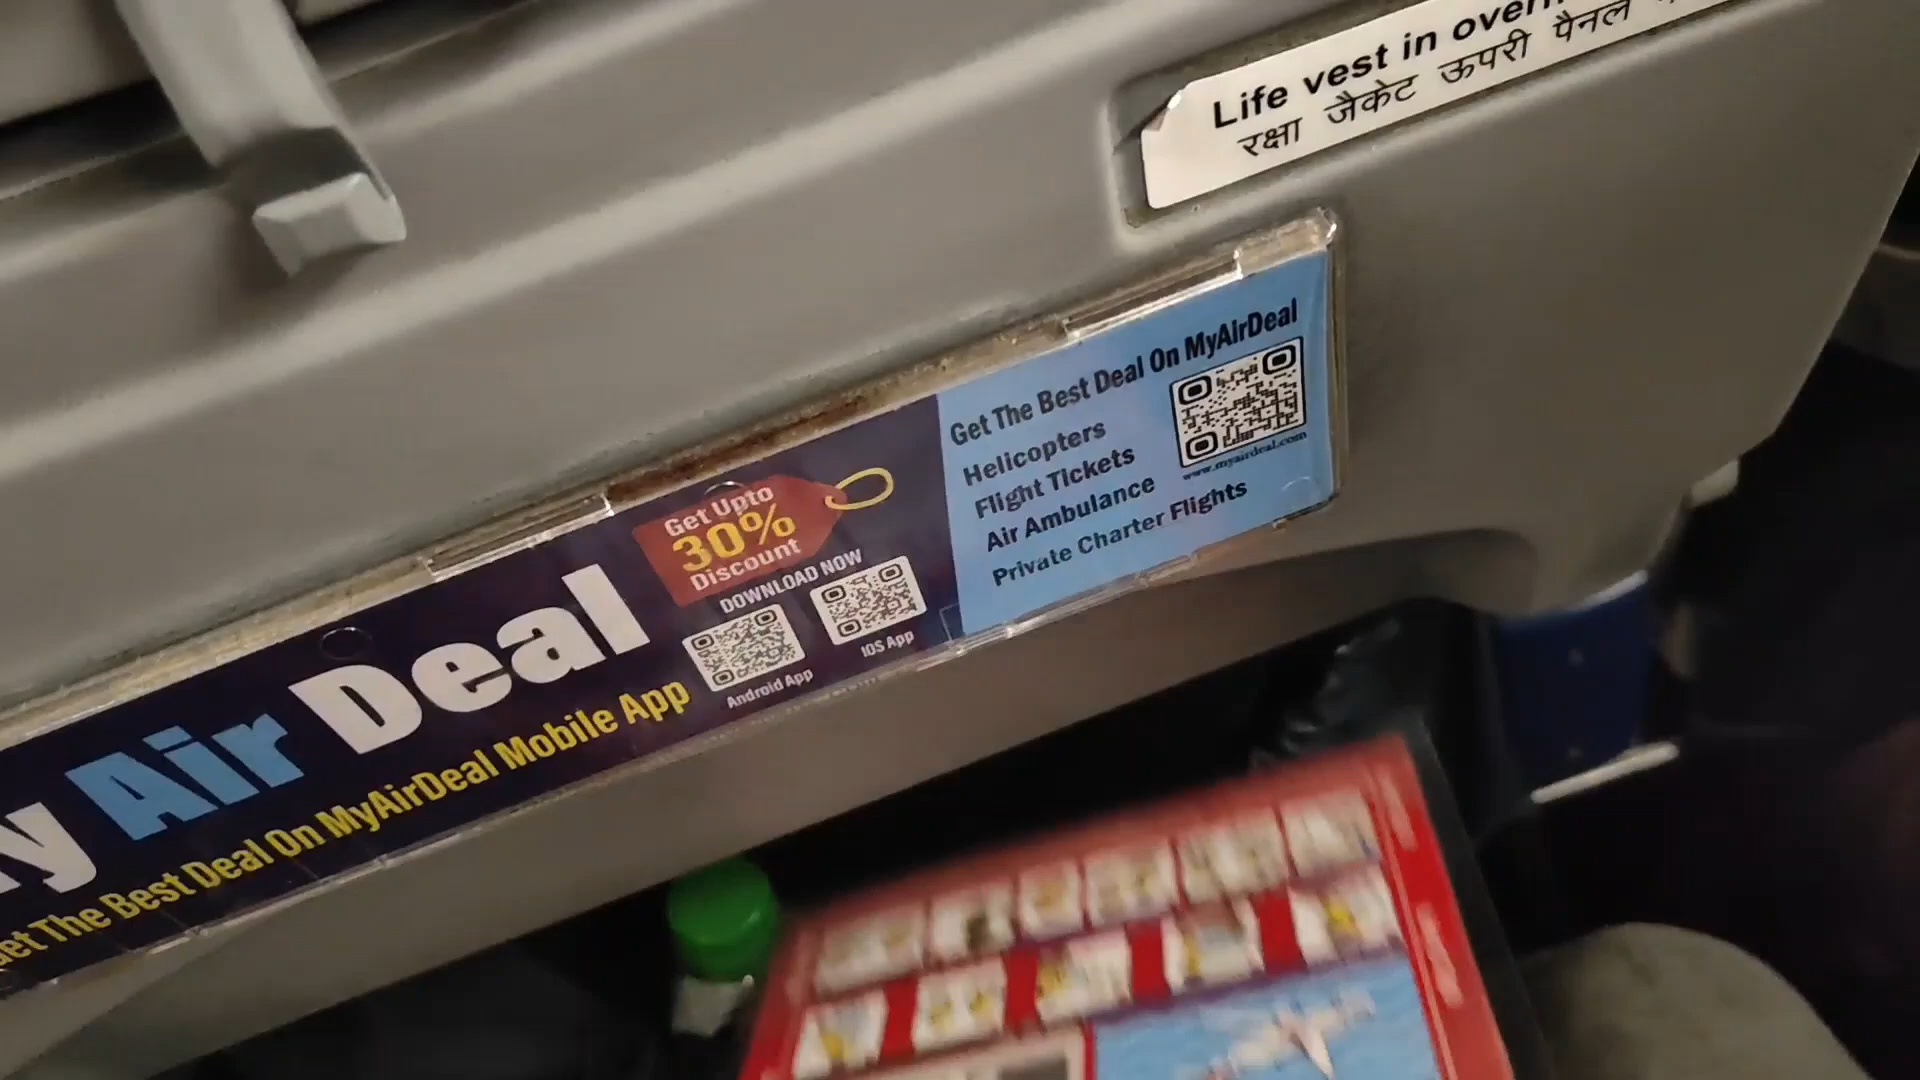 Life vest in
रक्षा जैकेट ऊपरी पैनल
Get The Best Deal On MyAirDeal
Helicopters
Flight Tickets
Air Ambulance
Private Charter Flights
www.myairdeal.com
Get Upto
30%
Discount
DOWNLOAD NOW
Android App
IOS App
y Air Deal
et The Best Deal On MyAirDeal Mobile App